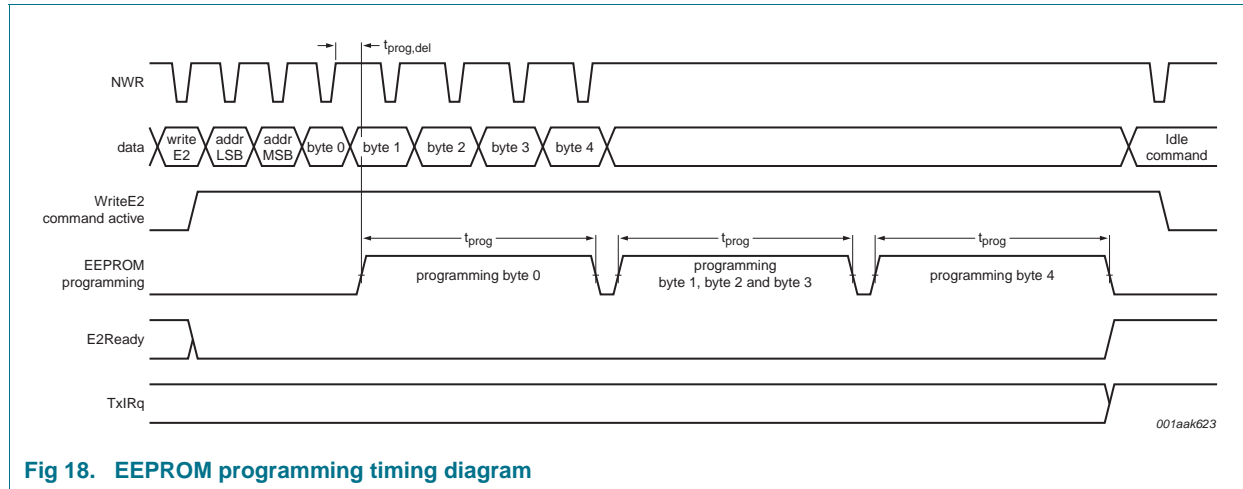 tprog,del
NWR
data
write
E2
addr
LSB
addr
MSB
byte 0
byte 1
byte 2
byte 3
byte 4
Idle
command
WriteE2
command active
tprog
tprog
tprog
EEPROM
programming
programming byte 0
programming
byte 1, byte 2 and byte 3
programming byte 4
E2Ready
TxIRq
001aak623
Fig 18. EEPROM programming timing diagram